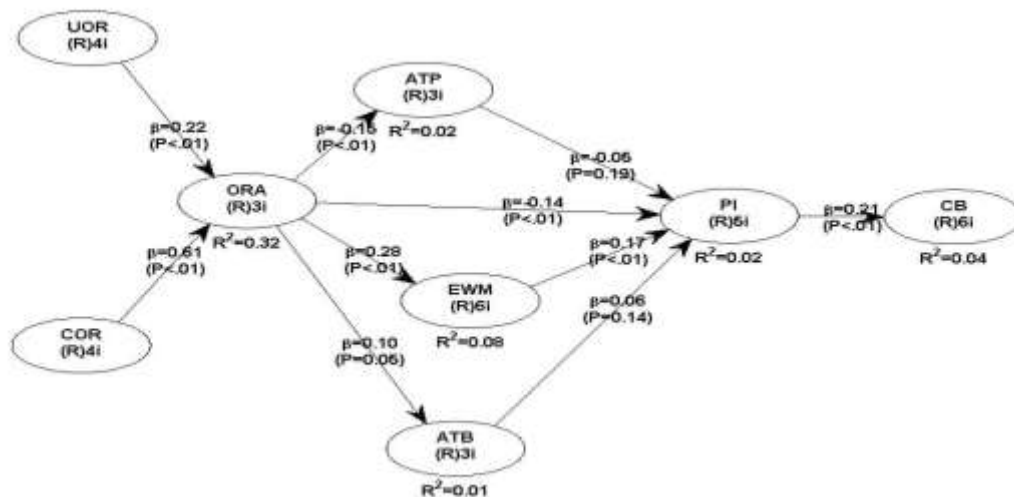 UOR
(R)4i
ATP
(R)3i
R²=0.02
β=0.22
(P<.01)
β=-0.15
(P<.01)
β=-0.05
(P=0.19)
ORA
(R)3i
R²=0.32
β=-0.14
(P<.01)
PI
(R)5i
R²=0.02
β=0.21
(P<.01)
CB
(R)6i
R²=0.04
β=0.61
(P<.01)
β=0.28
(P<.01)
β=0.17
(P<.01)
EWM
(R)6i
R²=0.08
COR
(R)4i
β=0.10
(P=0.05)
β=0.06
(P=0.14)
ATB
(R)3i
R²=0.01